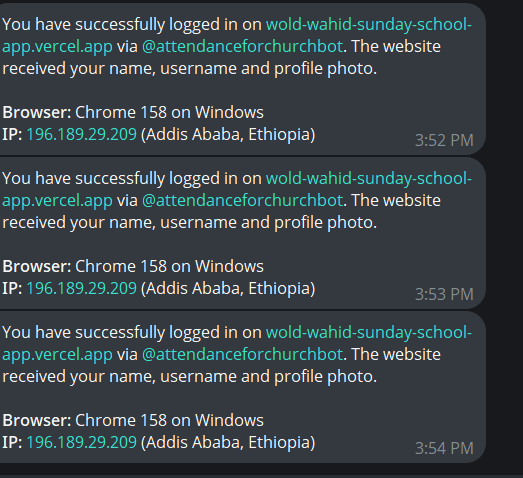 You have successfully logged in on wold-wahid-sunday-school-
app.vercel.app via @attendanceforchurchbot. The website
received your name, username and profile photo.
Browser: Chrome 158 on Windows
IP: 196.189.29.209 (Addis Ababa, Ethiopia)
3:52 PM
You have successfully logged in on wold-wahid-sunday-school-
app.vercel.app via @attendanceforchurchbot. The website
received your name, username and profile photo.
Browser: Chrome 158 on Windows
IP: 196.189.29.209 (Addis Ababa, Ethiopia)
3:53 PM
You have successfully logged in on wold-wahid-sunday-school-
app.vercel.app via @attendanceforchurchbot. The website
received your name, username and profile photo.
Browser: Chrome 158 on Windows
IP: 196.189.29.209 (Addis Ababa, Ethiopia)
3:54 PM